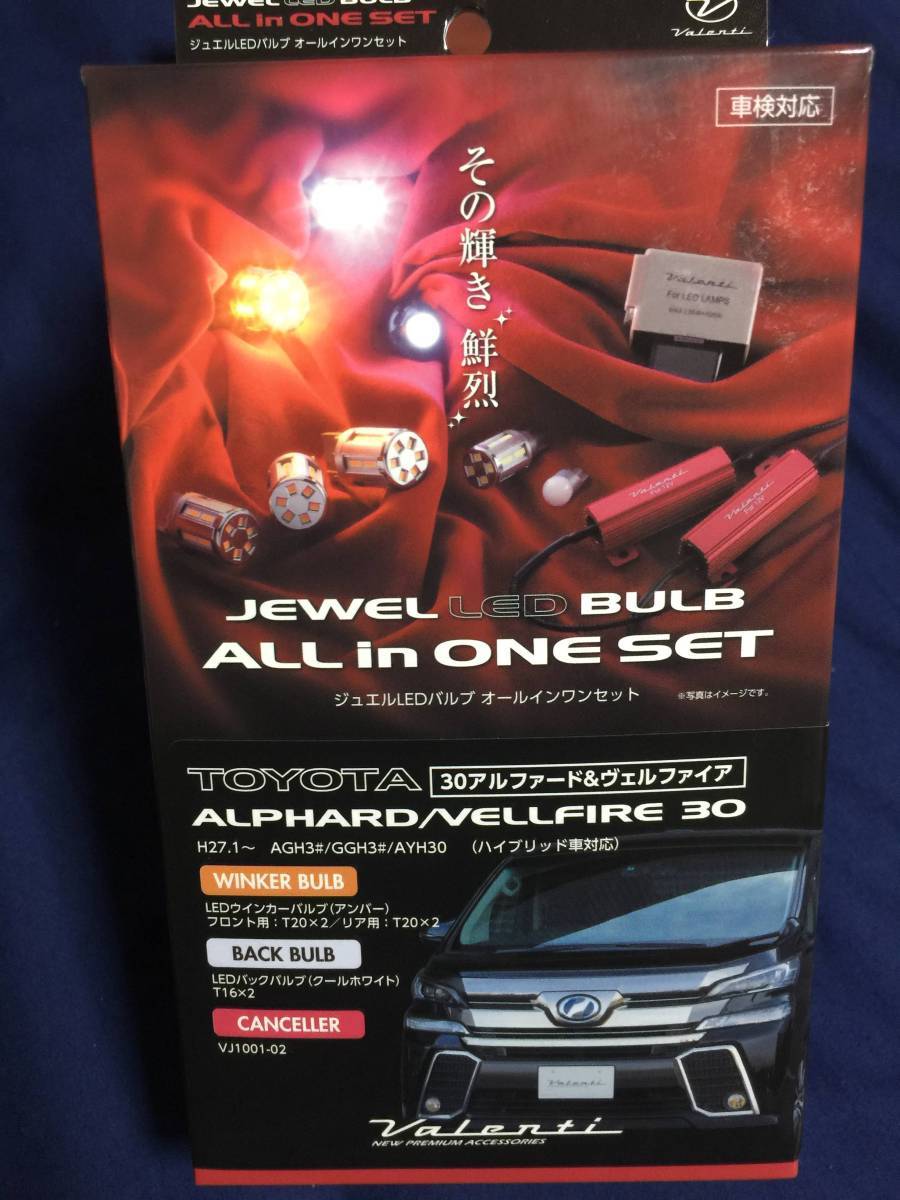 JEWEL LED BULB
ALL in ONE SET
ジュエルLEDバルブ オールインワンセット
Valenti
車検対応
その輝き 鮮烈
Valenti
For LED LAMPS
Valenti
For 12V
Valenti
For 12V
JEWEL LED BULB
ALL in ONE SET
ジュエルLEDバルブ オールインワンセット
※写真はイメージです。
TOYOTA 30アルファード&ヴェルファイア
ALPHARD/VELLFIRE 30
H27.1～ AGH3#/GGH3#/AYH30 （ハイブリッド車対応）
WINKER BULB
LEDウインカーバルブ（アンバー）
フロント用：T20×2／リア用：T20×2
BACK BULB
LEDバックバルブ（クールホワイト）
T16×2
CANCELLER
VJ1001-02
Valenti
Valenti
NEW PREMIUM ACCESSORIES